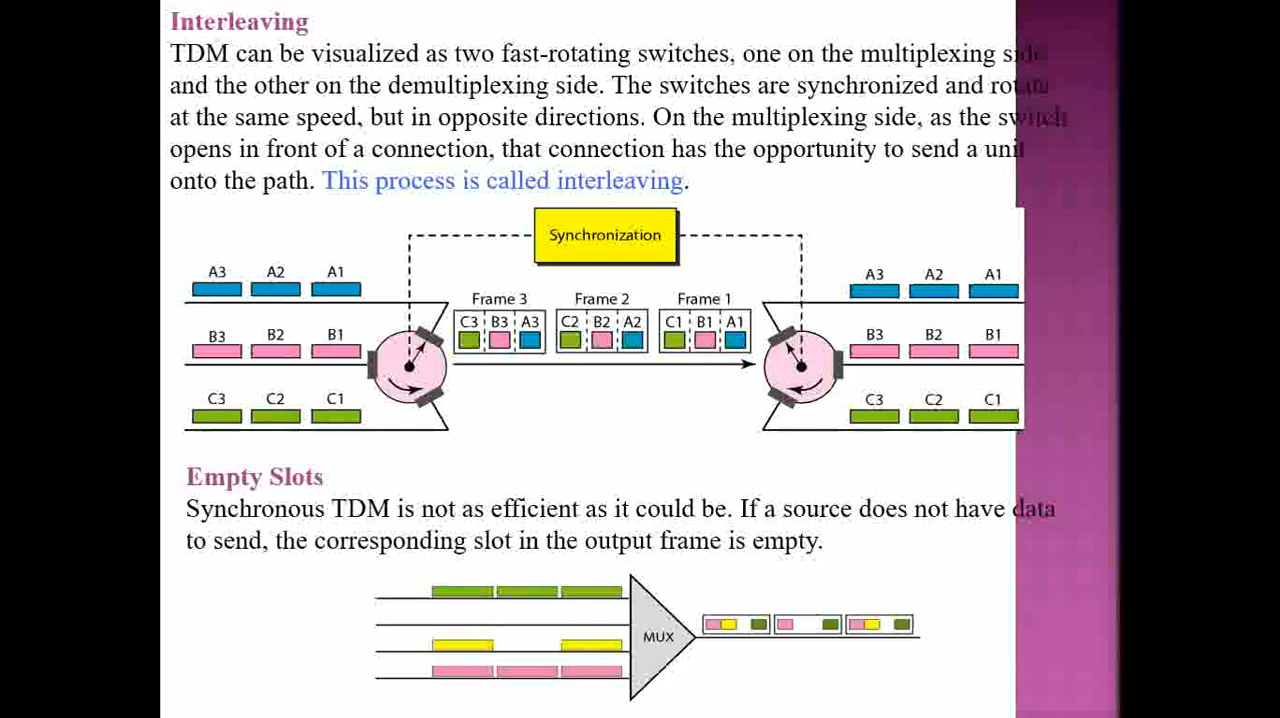 Interleaving
TDM can be visualized as two fast-rotating switches, one on the multiplexing side
and the other on the demultiplexing side. The switches are synchronized and rotate
at the same speed, but in opposite directions. On the multiplexing side, as the switch
opens in front of a connection, that connection has the opportunity to send a unit
onto the path. This process is called interleaving.
Synchronization
A3 A2 A1
A3 A2 A1
Frame 3 Frame 2 Frame 1
C3 B3 A3 C2 B2 A2 C1 B1 A1
B3 B2 B1
B3 B2 B1
C3 C2 C1
C3 C2 C1
Empty Slots
Synchronous TDM is not as efficient as it could be. If a source does not have data
to send, the corresponding slot in the output frame is empty.
MUX